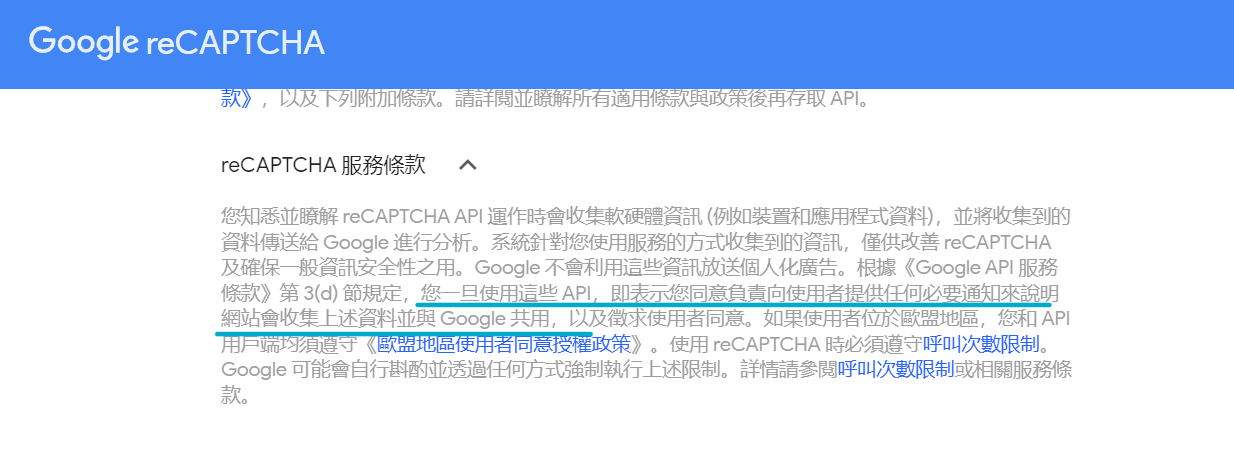 Google reCAPTCHA
款》，以及下列附加條款。請詳閱並瞭解所有適用條款與政策後再存取 API。
reCAPTCHA 服務條款
您知悉並瞭解 reCAPTCHA API 運作時會收集軟硬體資訊 (例如裝置和應用程式資料)，並將收集到的
資料傳送給 Google 進行分析。系統針對您使用服務的方式收集到的資訊，僅供改善 reCAPTCHA
及確保一般資訊安全性之用。Google 不會利用這些資訊放送個人化廣告。根據《Google API 服務
條款》第 3(d) 節規定，您一旦使用這些 API，即表示您同意負責向使用者提供任何必要通知來說明
網站會收集上述資料並與 Google 共用，以及徵求使用者同意。如果使用者位於歐盟地區，您和 API
用戶端均須遵守《歐盟地區使用者同意授權政策》。使用 reCAPTCHA 時必須遵守呼叫次數限制。
Google 可能會自行斟酌並透過任何方式強制執行上述限制。詳情請參閱呼叫次數限制或相關服務條
款。